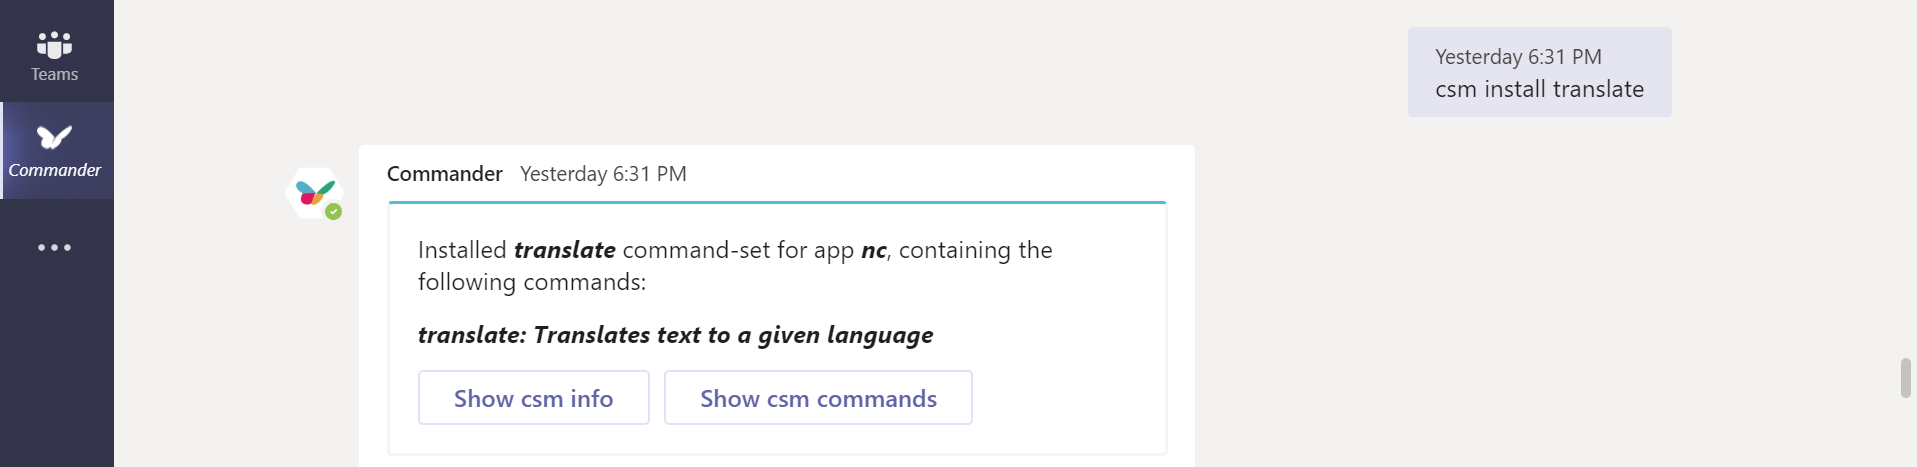 Teams
Commander
Yesterday 6:31 PM
csm install translate
Commander Yesterday 6:31 PM
Installed translate command-set for app nc, containing the
following commands:
translate: Translates text to a given language
Show csm info
Show csm commands